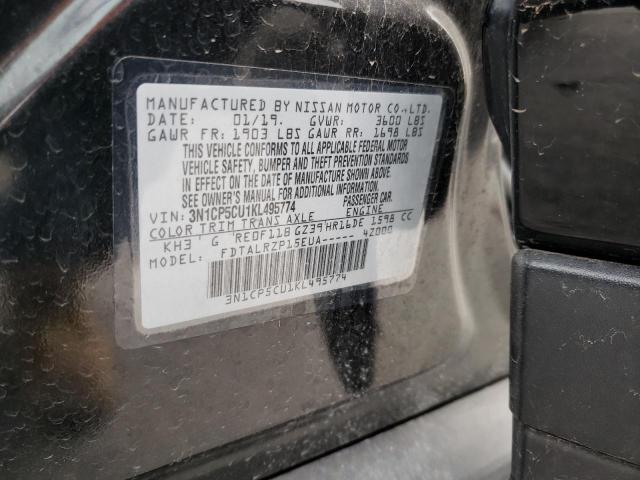 MANUFACTURED BY NISSAN MOTOR CO.,LTD.
DATE: 01/19. GVWR: 3600 LBS
GAWR FR: 1903 LBS GAWR RR: 1698 LBS
THIS VEHICLE CONFORMS TO ALL APPLICABLE FEDERAL MOTOR
VEHICLE SAFETY, BUMPER AND THEFT PREVENTION STANDARDS
IN EFFECT ON THE DATE OF MANUFACTURE SHOWN ABOVE.
SEE OWNER'S MANUAL FOR ADDITIONAL INFORMATION.
VIN: 3N1CP5CU1KL495774 PASSENGER CAR.
COLOR TRIM TRANS AXLE ENGINE
KH3 G RE0F11B GZ39 HR16DE 1598 CC
MODEL: FDTALRZP15EUA----- 42000
3N1CP5CU1KL495774